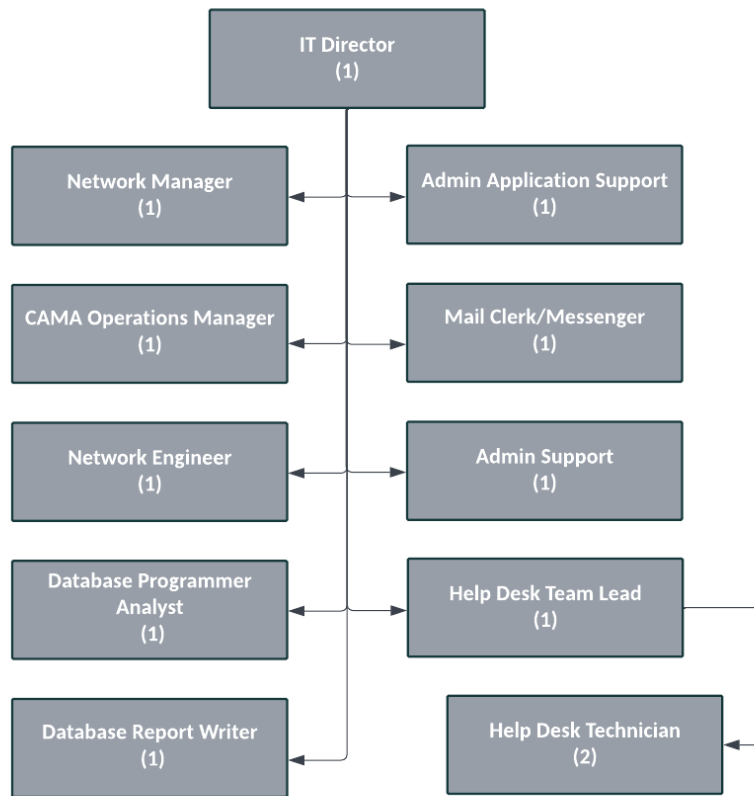 IT Director
(1)
Network Manager
(1)
Admin Application Support
(1)
CAMA Operations Manager
(1)
Mail Clerk/Messenger
(1)
Network Engineer
(1)
Admin Support
(1)
Database Programmer
Analyst
(1)
Help Desk Team Lead
(1)
Database Report Writer
(1)
Help Desk Technician
(2)